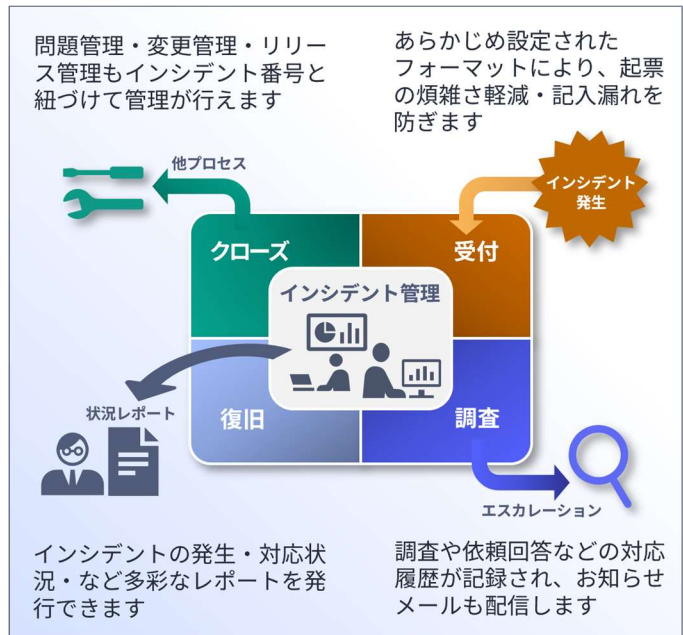 問題管理・変更管理・リリー
ス管理もインシデント番号と
紐づけて管理が行えます
あらかじめ設定された
フォーマットにより、起票
の煩雑さ軽減・記入漏れを
防ぎます
他プロセス
インシデント
発生
クローズ
受付
インシデント管理
状況レポート
復旧
調査
エスカレーション
インシデントの発生・対応状
況・など多彩なレポートを発
行できます
調査や依頼回答などの対応
履歴が記録され、お知らせ
メールも配信します